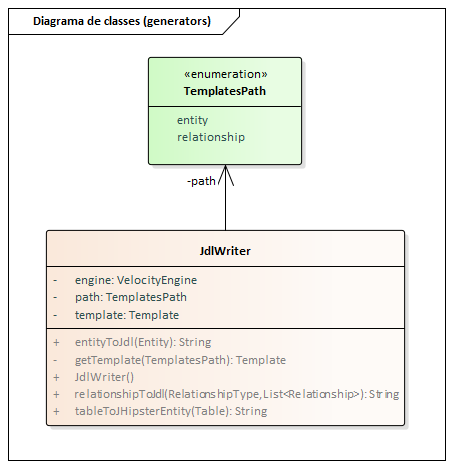 Diagrama de classes (generators)
«enumeration»
TemplatesPath
entity
relationship
-path
JdlWriter
- engine: VelocityEngine
- path: TemplatesPath
- template: Template
+ entityToJdl(Entity): String
- getTemplate(TemplatesPath): Template
+ JdlWriter()
+ relationshipToJdl(RelationshipType,List<Relationship>): String
+ tableToJHipsterEntity(Table): String